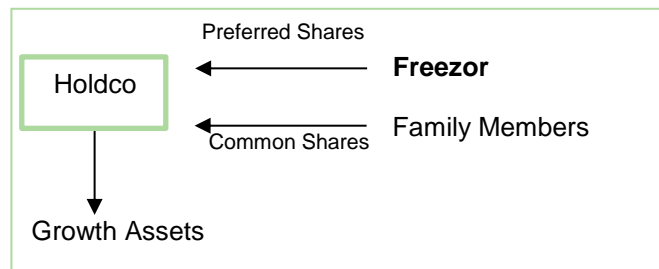 Preferred Shares
Freezor
Holdco
Family Members
Common Shares
Growth Assets